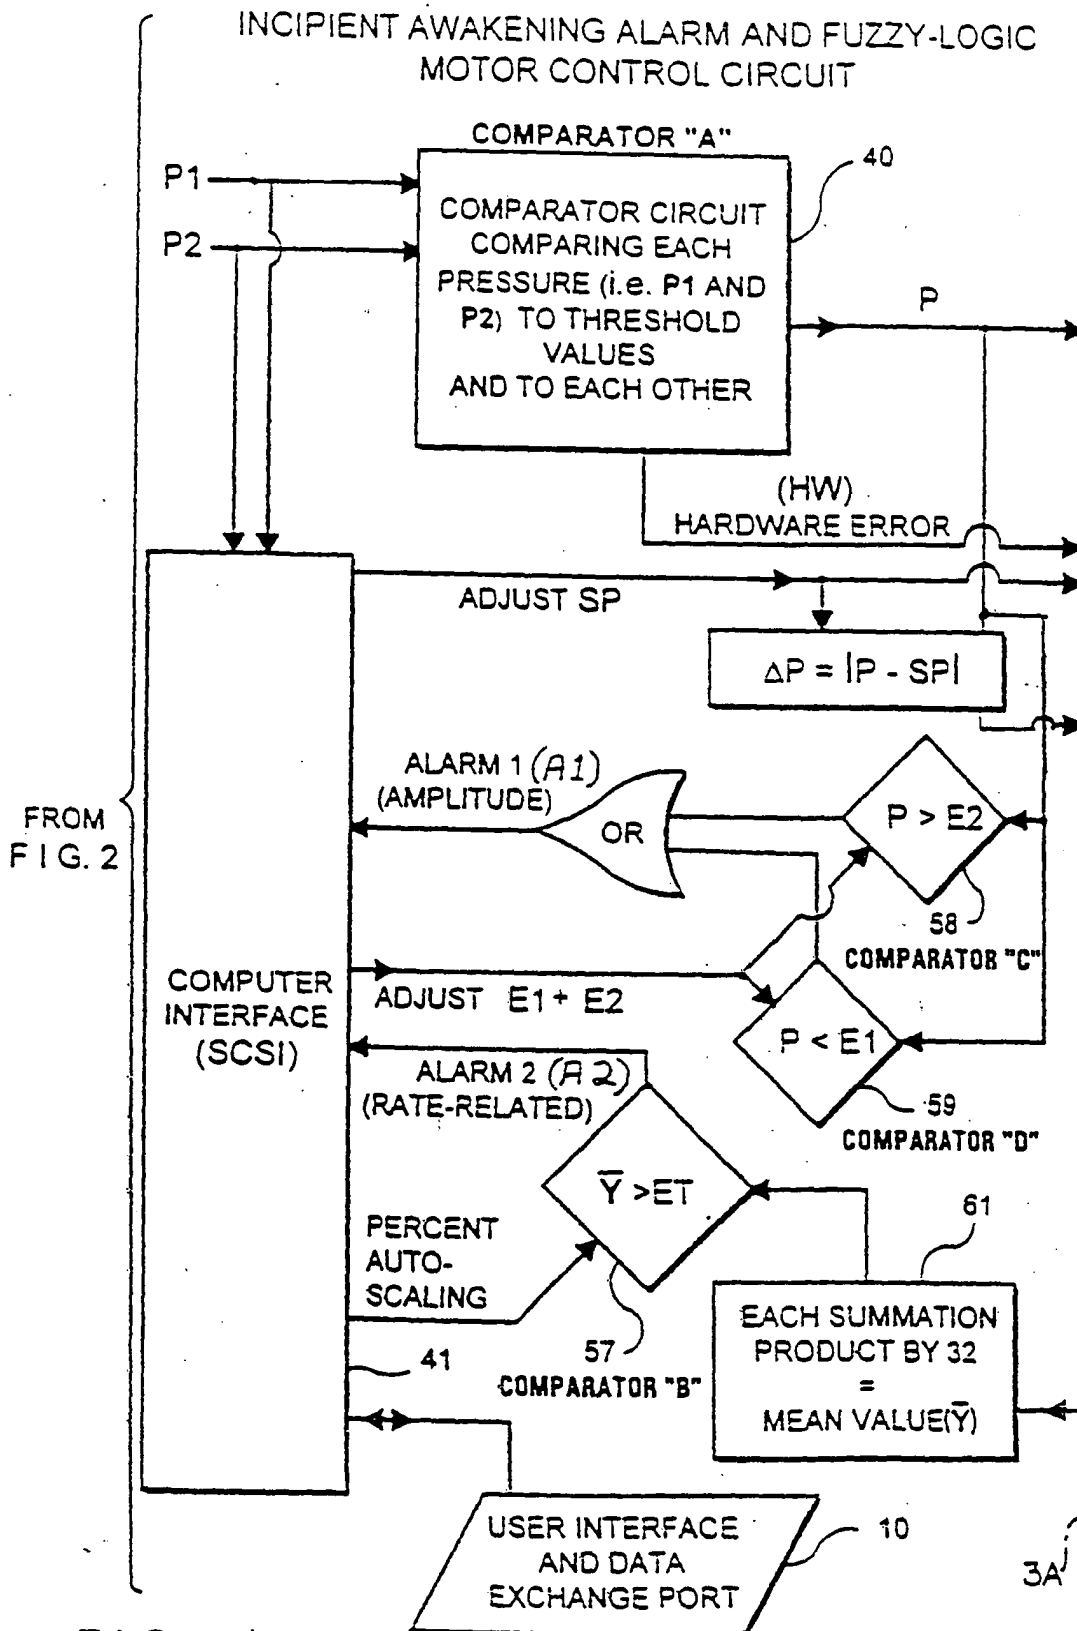 INCIPIENT AWAKENING ALARM AND FUZZY-LOGIC
MOTOR CONTROL CIRCUIT
COMPARATOR "A"
40
P1
P2
COMPARATOR CIRCUIT
COMPARING EACH
PRESSURE (i.e. P1 AND
P2) TO THRESHOLD
VALUES
AND TO EACH OTHER
P
(HW)
HARDWARE ERROR
ADJUST SP
ΔP = |P - SP|
ALARM 1 (A1)
(AMPLITUDE)
OR
P > E2
FROM
FIG. 2
58
COMPARATOR "C"
COMPUTER
INTERFACE
(SCSI)
ADJUST E1 + E2
P < E1
ALARM 2 (A2)
(RATE-RELATED)
59
COMPARATOR "D"
Y̅ >ET
61
PERCENT
AUTO-
SCALING
EACH SUMMATION
PRODUCT BY 32
=
MEAN VALUE(Y̅)
41
57
COMPARATOR "B"
USER INTERFACE
AND DATA
EXCHANGE PORT
10
3A